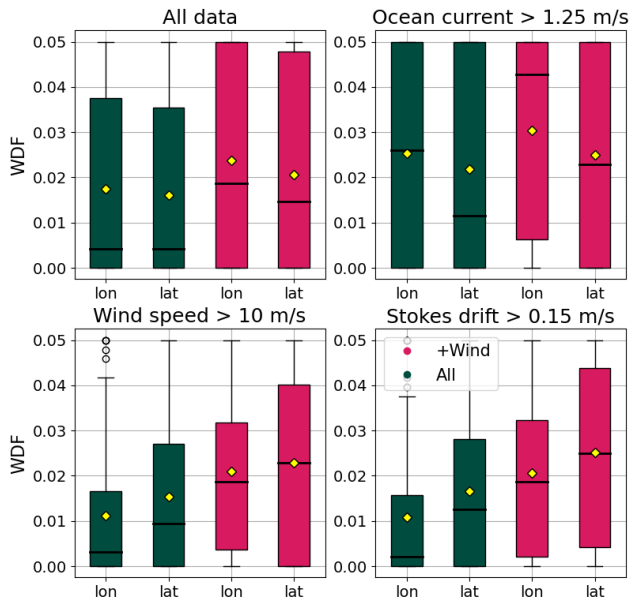 All data
Ocean current > 1.25 m/s
WDF
0.05
0.04
0.03
0.02
0.01
0.00
lon lat lon lat
0.05
0.04
0.03
0.02
0.01
0.00
lon lat lon lat
Wind speed > 10 m/s
Stokes drift > 0.15 m/s
WDF
0.05
0.04
0.03
0.02
0.01
0.00
lon lat lon lat
0.05
0.04
0.03
0.02
0.01
0.00
+Wind
All
lon lat lon lat